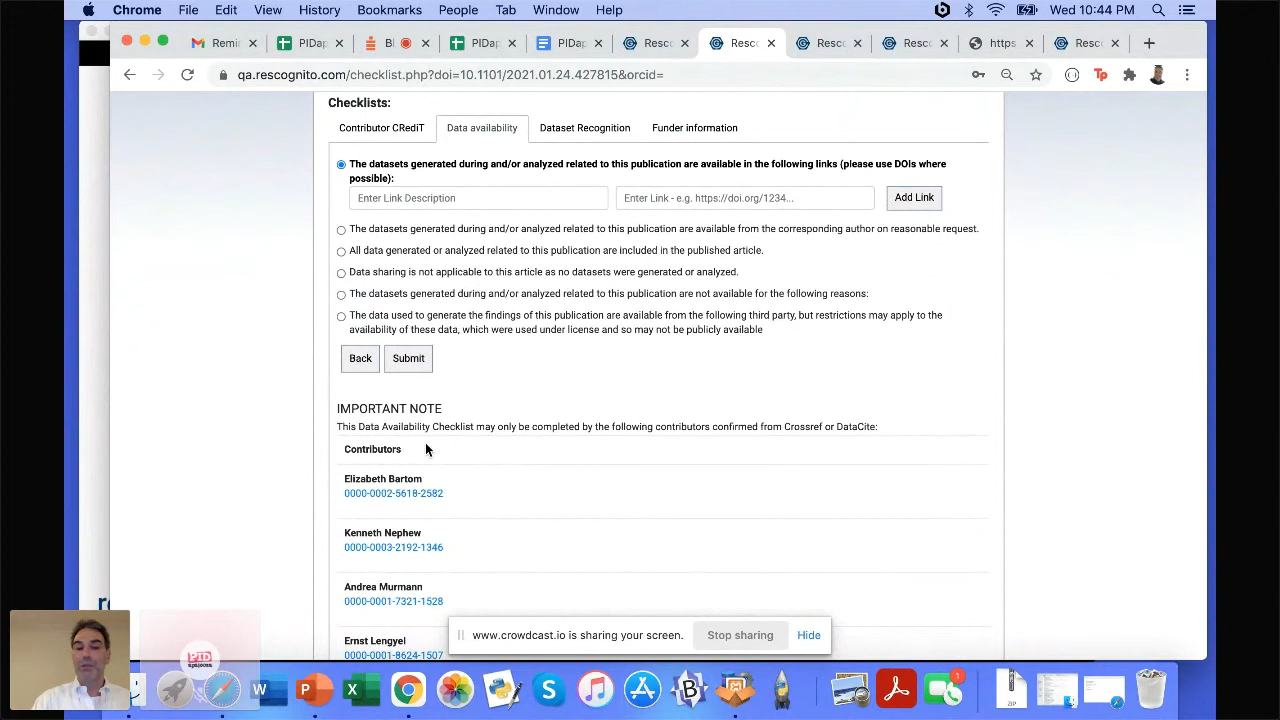 Chrome File Edit View History Bookmarks People Tab Window Help Wed 10:44 PM
Remin PIDap Bl PIDap PIDap Resco Resco Resco Resco https Resco
qa.rescognito.com/checklist.php?doi=10.1101/2021.01.24.427815&orcid=
Checklists:
Contributor CRediT Data availability Dataset Recognition Funder information
The datasets generated during and/or analyzed related to this publication are available in the following links (please use DOIs where
possible):
Enter Link Description Enter Link - e.g. https://doi.org/1234... Add Link
The datasets generated during and/or analyzed related to this publication are available from the corresponding author on reasonable request.
All data generated or analyzed related to this publication are included in the published article.
Data sharing is not applicable to this article as no datasets were generated or analyzed.
The datasets generated during and/or analyzed related to this publication are not available for the following reasons:
The data used to generate the findings of this publication are available from the following third party, but restrictions may apply to the
availability of these data, which were used under license and so may not be publicly available
Back Submit
IMPORTANT NOTE
This Data Availability Checklist may only be completed by the following contributors confirmed from Crossref or DataCite:
Contributors
Elizabeth Bartom
0000-0002-5618-2582
Kenneth Nephew
0000-0003-2192-1346
Andrea Murmann
0000-0001-7321-1528
Ernst Lengyel
0000-0001-8624-1507
www.crowdcast.io is sharing your screen. Stop sharing Hide
PID